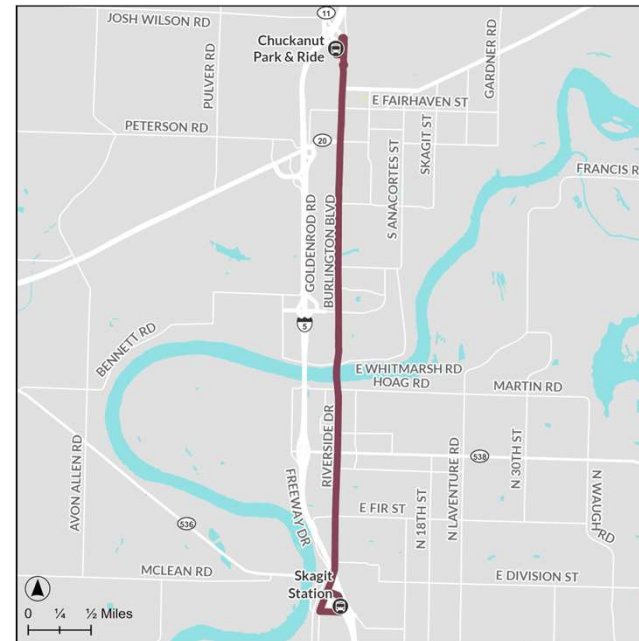 JOSH WILSON RD
11
Chuckanut
Park & Ride
PULVER RD
GARDNER RD
E FAIRHAVEN ST
PETERSON RD
20
SKAGIT ST
S ANACORTES ST
FRANCIS R
GOLDENROD RD
BURLINGTON BLVD
5
BENNETT RD
E WHITMARSH RD
HOAG RD
MARTIN RD
RIVERSIDE DR
538
AVON ALLEN RD
FREEWAY DR
N 18TH ST
N LAVENTURE RD
N 30TH ST
N WAUGH RD
536
E FIR ST
MCLEAN RD
Skagit
Station
E DIVISION ST
0 ¼ ½ Miles